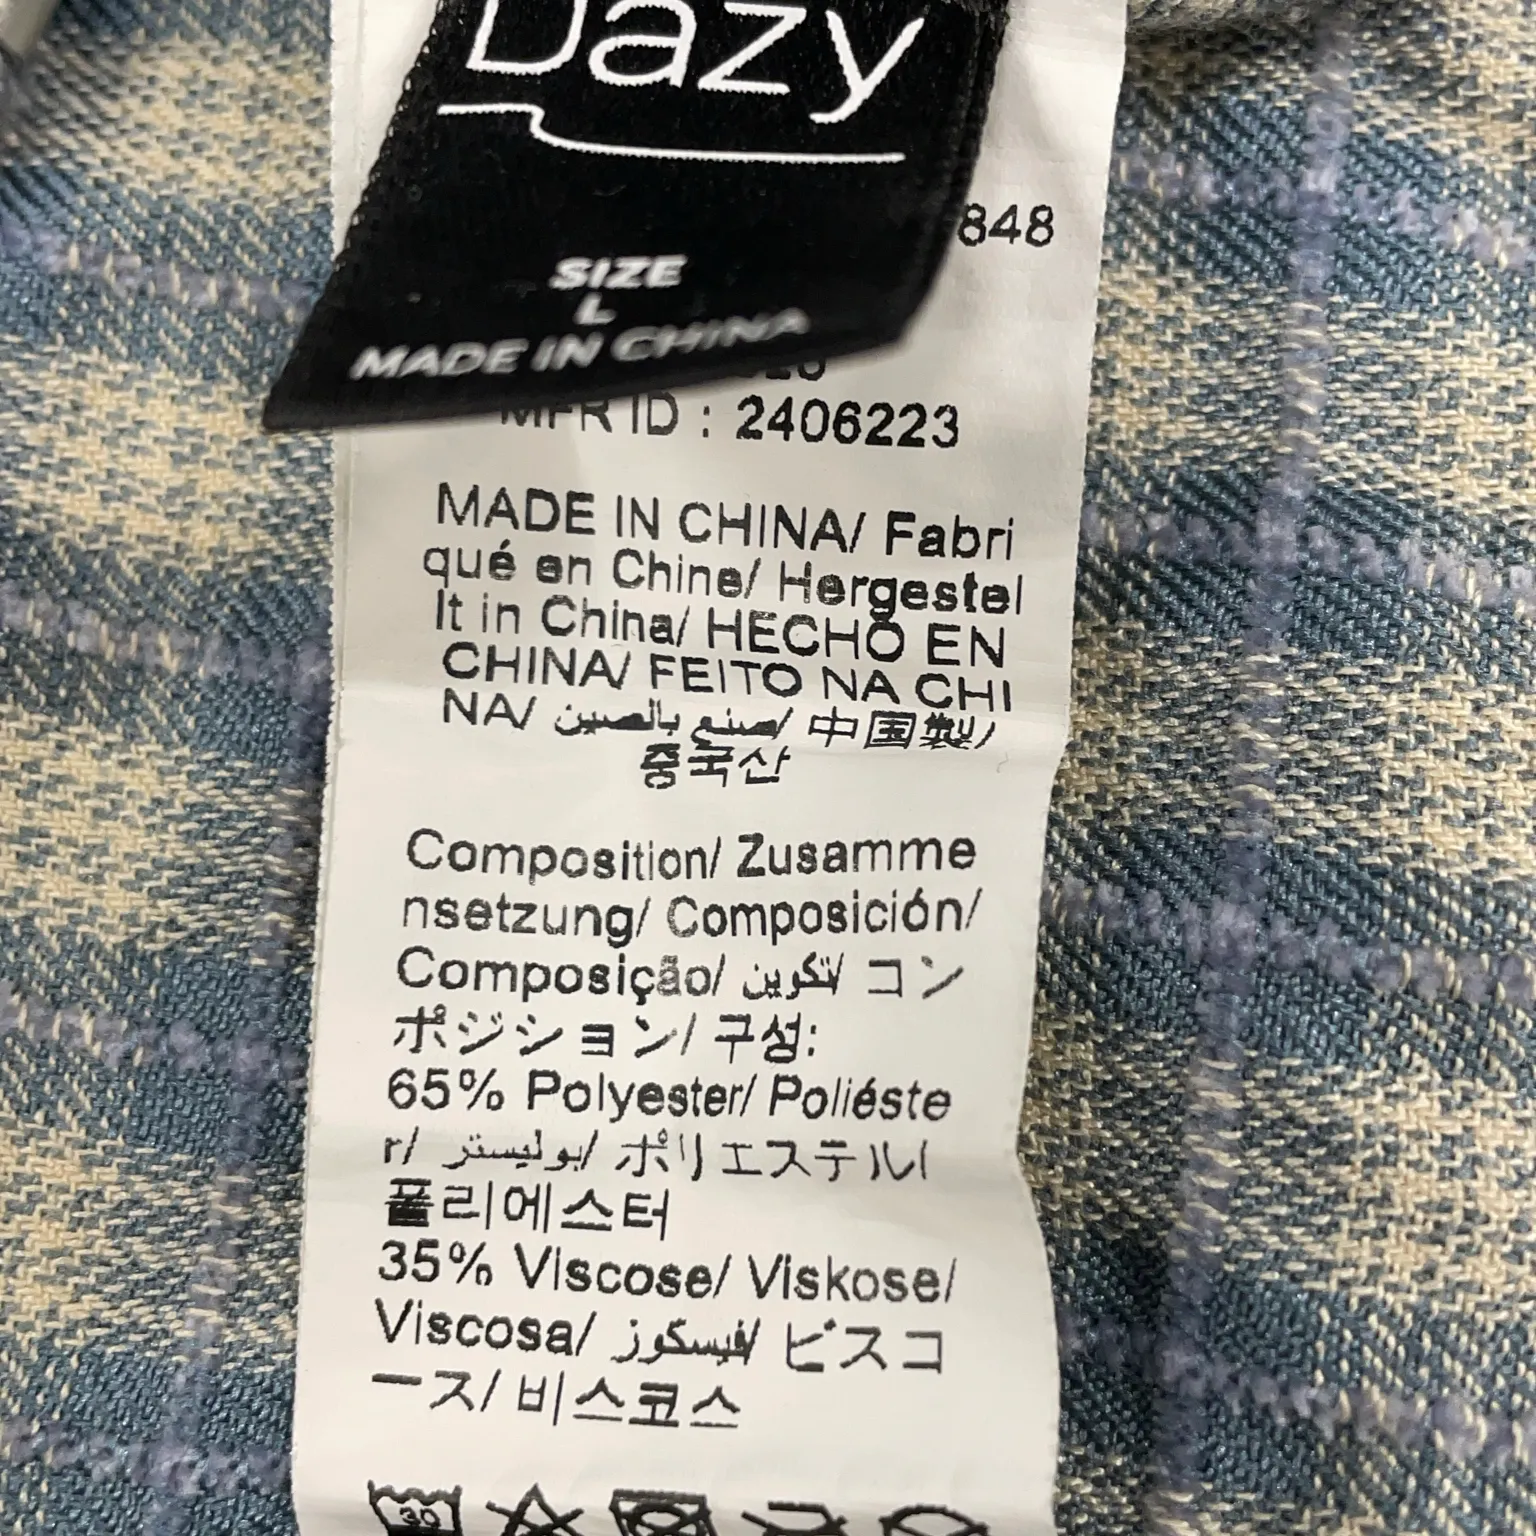 Dazy
SIZE
L
MADE IN CHINA
848
MFR ID : 2406223
MADE IN CHINA/ Fabri
qué en Chine/ Hergestel
lt in China/ HECHO EN
CHINA/ FEITO NA CHI
NA/ صنع بالصين/ 中国製/
중국산
Composition/ Zusamme
nsetzung/ Composición/
Composição/ تكوين/ コン
ポジション/ 구성:
65% Polyester/ Poliéste
r/ بوليستر/ ポリエステル/
폴리에스터
35% Viscose/ Viskose/
Viscosa/ فيسكوز/ ビスコ
ース/ 비스코스
30